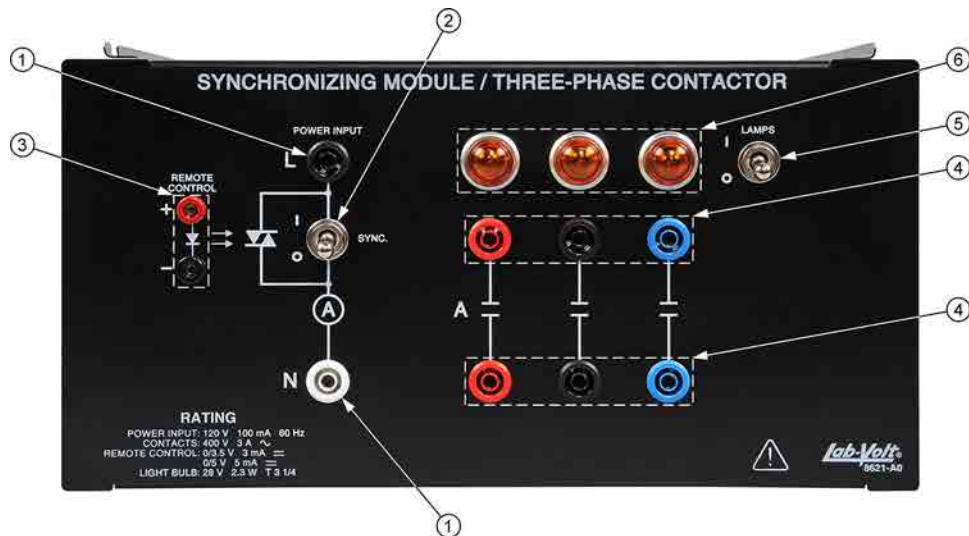 SYNCHRONIZING MODULE / THREE-PHASE CONTACTOR
1
2
3
POWER INPUT
L
REMOTE
CONTROL
+
–
I
O
SYNC.
A
N
1
LAMPS
I
O
6
5
4
A
4
RATING
POWER INPUT: 120 V 100 mA 60 Hz
CONTACTS: 400 V 3 A ~
REMOTE CONTROL: 0/3.5 V 3 mA ⎓
0/5 V 5 mA ⎓
LIGHT BULB: 28 V 2.3 W T 3 1/4
!
Lab-Volt®
8621-A0